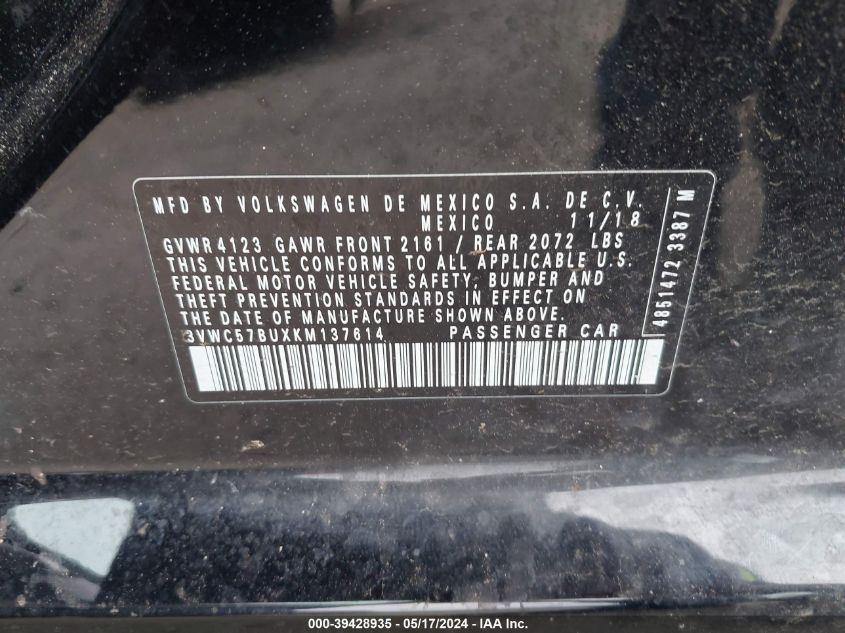 MFD BY VOLKSWAGEN DE MEXICO S.A. DE C.V.
MEXICO 11/18
GVWR 4123 GAWR FRONT 2161 / REAR 2072 LBS
THIS VEHICLE CONFORMS TO ALL APPLICABLE U.S.
FEDERAL MOTOR VEHICLE SAFETY, BUMPER AND
THEFT PREVENTION STANDARDS IN EFFECT ON
THE DATE OF MANUFACTURE SHOWN ABOVE.
3VWC57BUXKM137614 PASSENGER CAR
4851472 3387 M
000-39428935 - 05/17/2024 - IAA Inc.